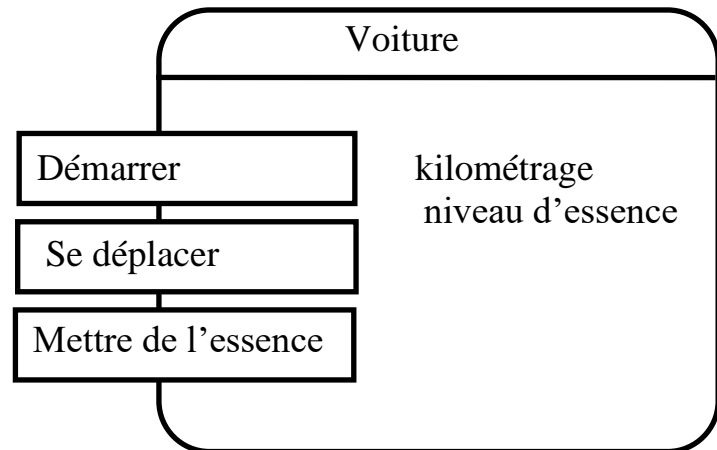 Voiture
Démarrer
kilométrage
niveau d’essence
Se déplacer
Mettre de l’essence